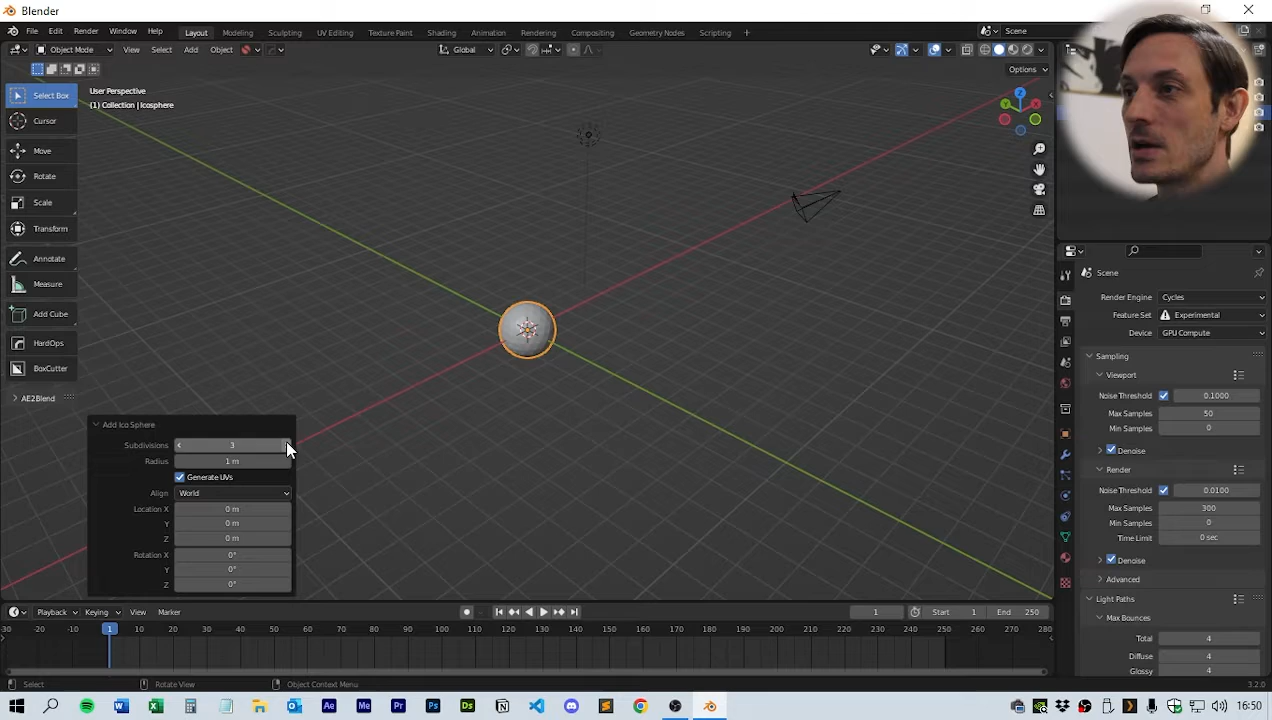 Blender
File Edit Render Window Help
Layout Modeling Sculpting UV Editing Texture Paint Shading Animation Rendering Compositing Geometry Nodes Scripting +
Scene
Object Mode View Select Add Object Global
Options
Select Box
Cursor
Move
Rotate
Scale
Transform
Annotate
Measure
Add Cube
HardOps
BoxCutter
AE2Blend
User Perspective
(1) Collection | Icosphere
Z
Y
X
Add Ico Sphere
Subdivisions 3
Radius 1 m
Generate UVs
Align World
Location X 0 m
Y 0 m
Z 0 m
Rotation X 0°
Y 0°
Z 0°
Scene
Render Engine Cycles
Feature Set Experimental
Device GPU Compute
Sampling
Viewport
Noise Threshold 0.1000
Max Samples 50
Min Samples 0
Denoise
Render
Noise Threshold 0.0100
Max Samples 300
Min Samples 0
Time Limit 0 sec
Denoise
Advanced
Light Paths
Max Bounces
Total 4
Diffuse 4
Glossy 4
Playback Keying View Marker 1 Start 1 End 250
-30 -20 -10 1 10 20 30 40 50 60 70 80 90 100 110 120 130 140 150 160 170 180 190 200 210 220 230 240 250 260 270 280
Select Rotate View Object Context Menu 3.2.0
Ae Me Pr Ps Ds 16:50